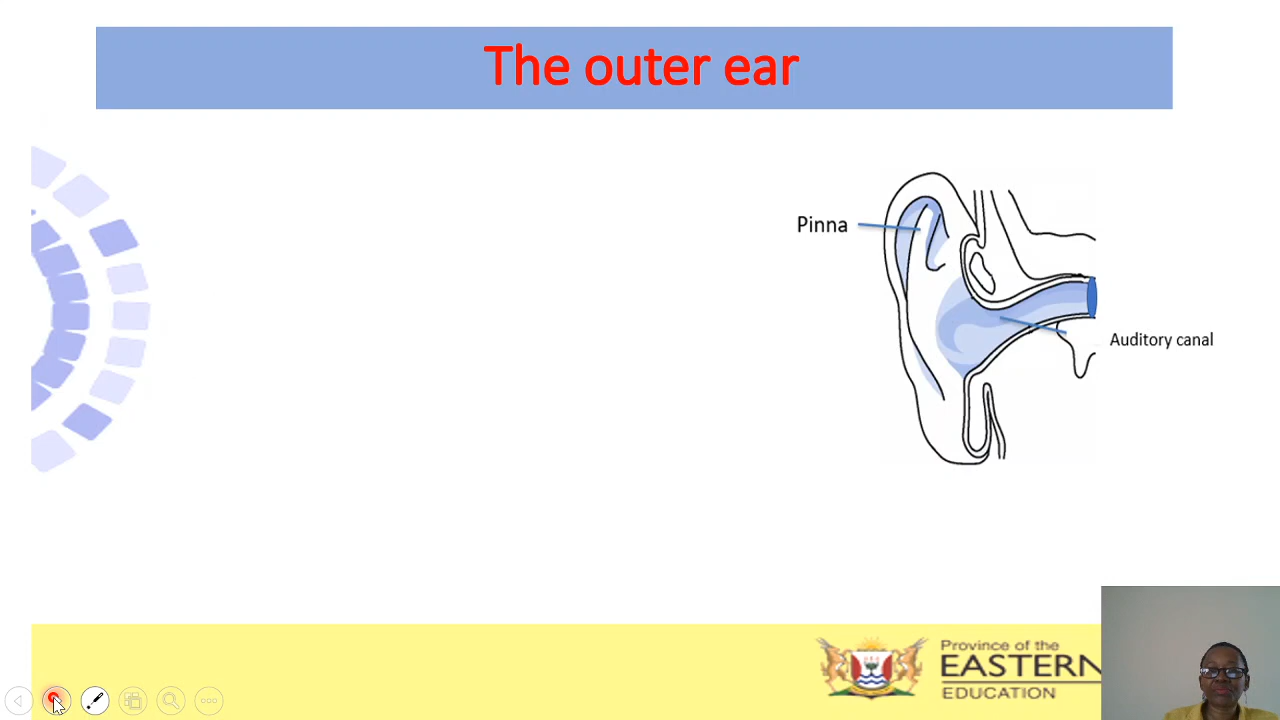 The outer ear
Pinna
Auditory canal
Province of the
EASTERN
EDUCATION